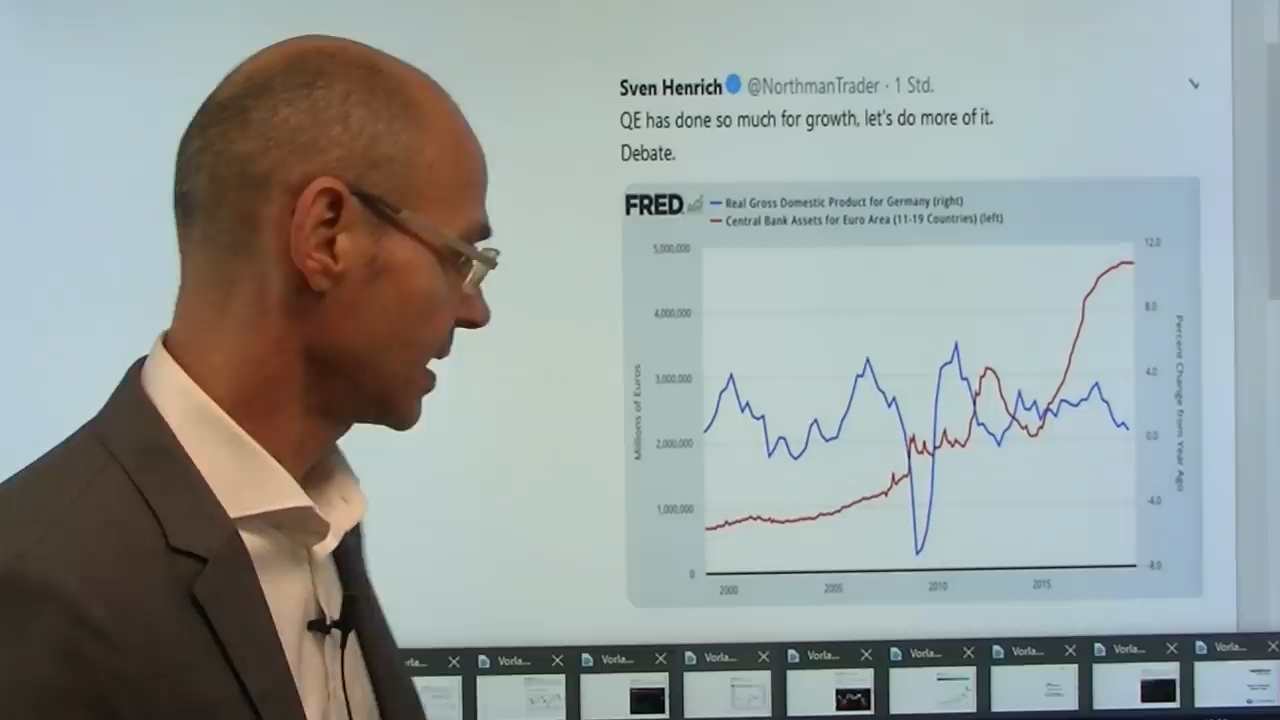 Sven Henrich @NorthmanTrader · 1 Std.
QE has done so much for growth, let's do more of it.
Debate.
FRED
Real Gross Domestic Product for Germany (right)
Central Bank Assets for Euro Area (11-19 Countries) (left)
5,000,000
12.0
4,000,000
8.0
3,000,000
4.0
2,000,000
0.0
1,000,000
-4.0
0
-8.0
Millions of Euros
Percent Change from Year Ago
2000
2005
2010
2015
Vorla...
Vorla...
Vorla...
Vorla...
Vorla...
Vorla...
Vorla...
Vorla...